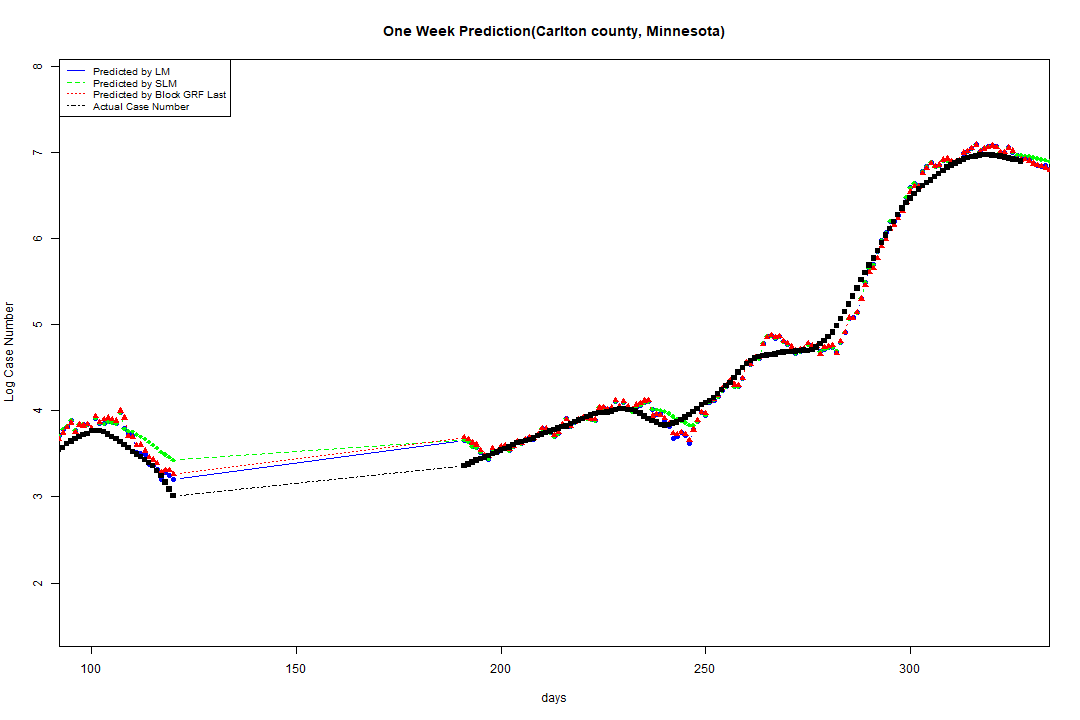 One Week Prediction(Carlton county, Minnesota)
Predicted by LM
Predicted by SLM
Predicted by Block GRF Last
Actual Case Number
8
7
6
5
4
3
2
Log Case Number
100 150 200 250 300
days